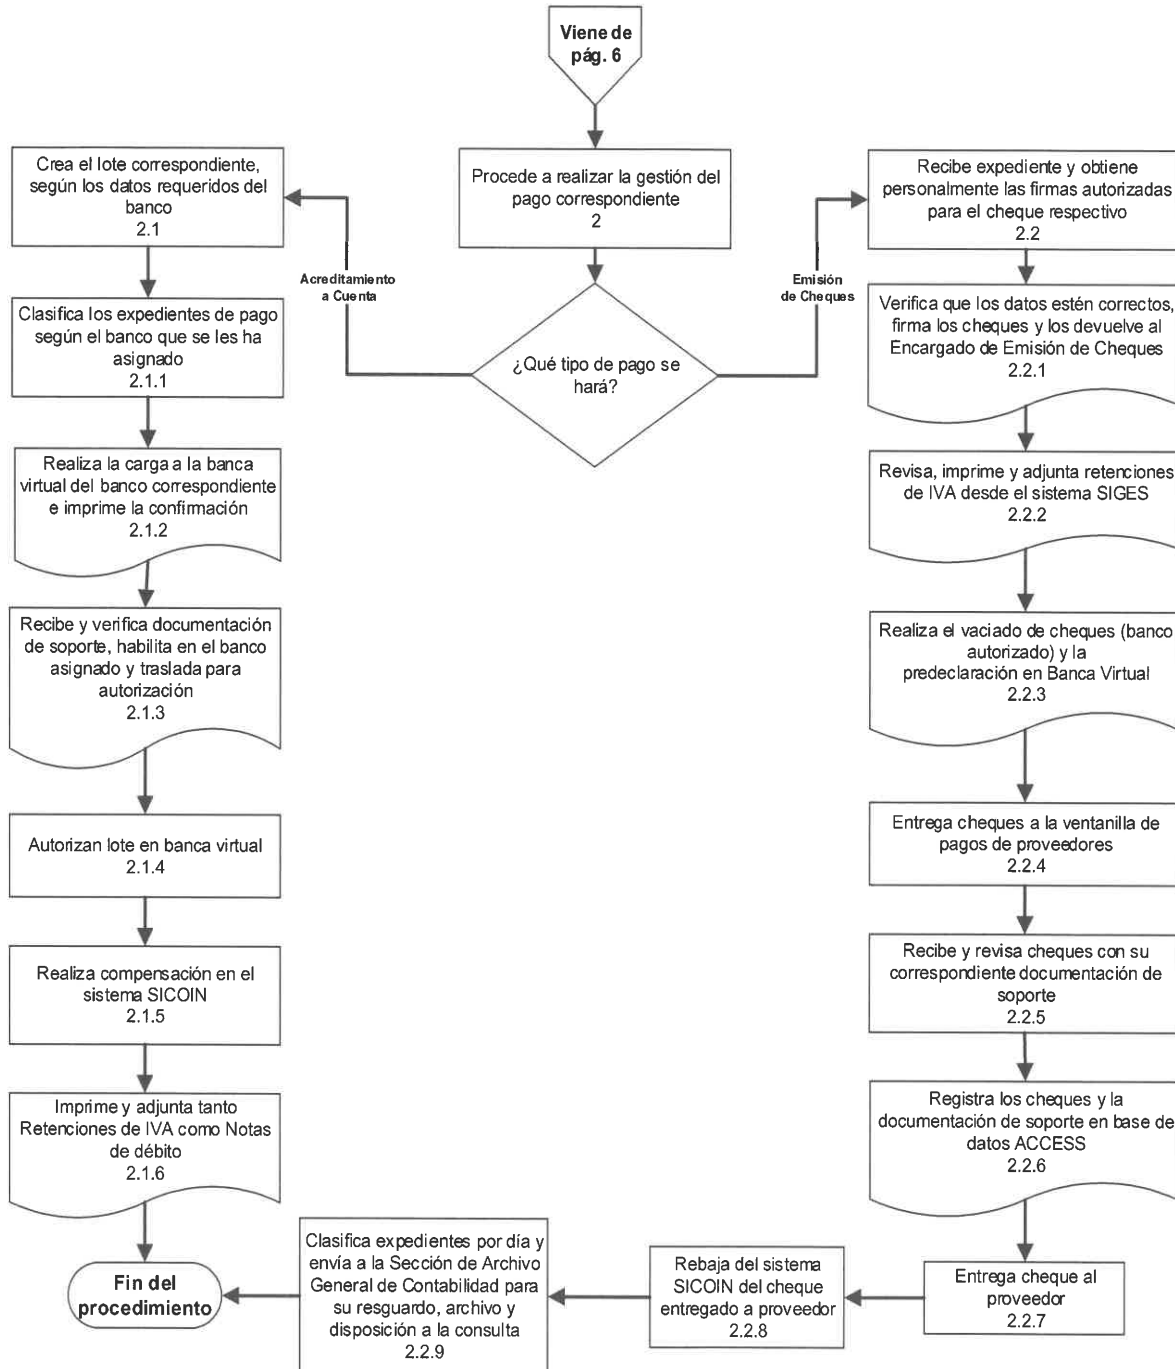 Viene de
pág. 6
Procede a realizar la gestión del
pago correspondiente
2
¿Qué tipo de pago se
hará?
Acreditamiento
a Cuenta
Crea el lote correspondiente,
según los datos requeridos del
banco
2.1
Clasifica los expedientes de pago
según el banco que se les ha
asignado
2.1.1
Realiza la carga a la banca
virtual del banco correspondiente
e imprime la confirmación
2.1.2
Recibe y verifica documentación
de soporte, habilita en el banco
asignado y traslada para
autorización
2.1.3
Autorizan lote en banca virtual
2.1.4
Realiza compensación en el
sistema SICOIN
2.1.5
Imprime y adjunta tanto
Retenciones de IVA como Notas
de débito
2.1.6
Emisión
de Cheques
Recibe expediente y obtiene
personalmente las firmas autorizadas
para el cheque respectivo
2.2
Verifica que los datos estén correctos,
firma los cheques y los devuelve al
Encargado de Emisión de Cheques
2.2.1
Revisa, imprime y adjunta retenciones
de IVA desde el sistema SIGES
2.2.2
Realiza el vaciado de cheques (banco
autorizado) y la
predeclaración en Banca Virtual
2.2.3
Entrega cheques a la ventanilla de
pagos de proveedores
2.2.4
Recibe y revisa cheques con su
correspondiente documentación de
soporte
2.2.5
Registra los cheques y la
documentación de soporte en base de
datos ACCESS
2.2.6
Entrega cheque al
proveedor
2.2.7
Rebaja del sistema
SICOIN del cheque
entregado a proveedor
2.2.8
Clasifica expedientes por día y
envía a la Sección de Archivo
General de Contabilidad para
su resguardo, archivo y
disposición a la consulta
2.2.9
Fin del
procedimiento